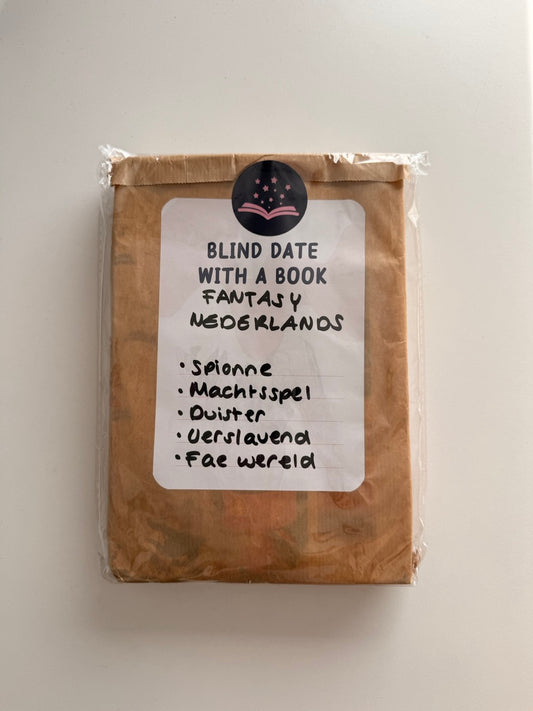 BLIND DATE
WITH A BOOK
FANTASY
NEDERLANDS
• Spionne
• Machtsspel
• Duister
• Verslavend
• Fae wereld